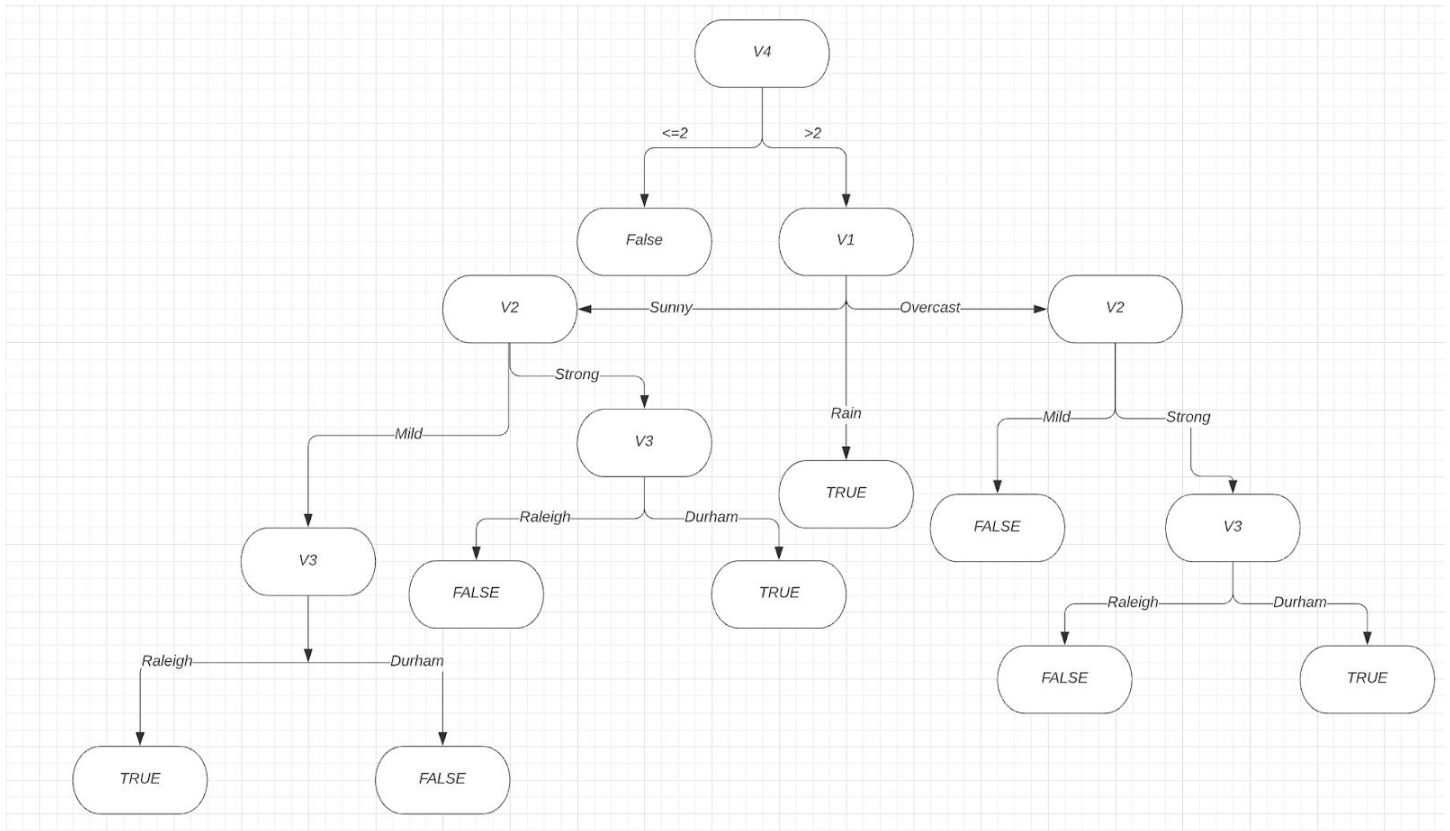 V4
<=2
>2
False
V1
V2
Sunny
Overcast
V2
Strong
Mild
V3
Rain
TRUE
Mild
Strong
FALSE
V3
Raleigh
Durham
V3
FALSE
TRUE
Raleigh
Durham
FALSE
TRUE
Raleigh
Durham
TRUE
FALSE